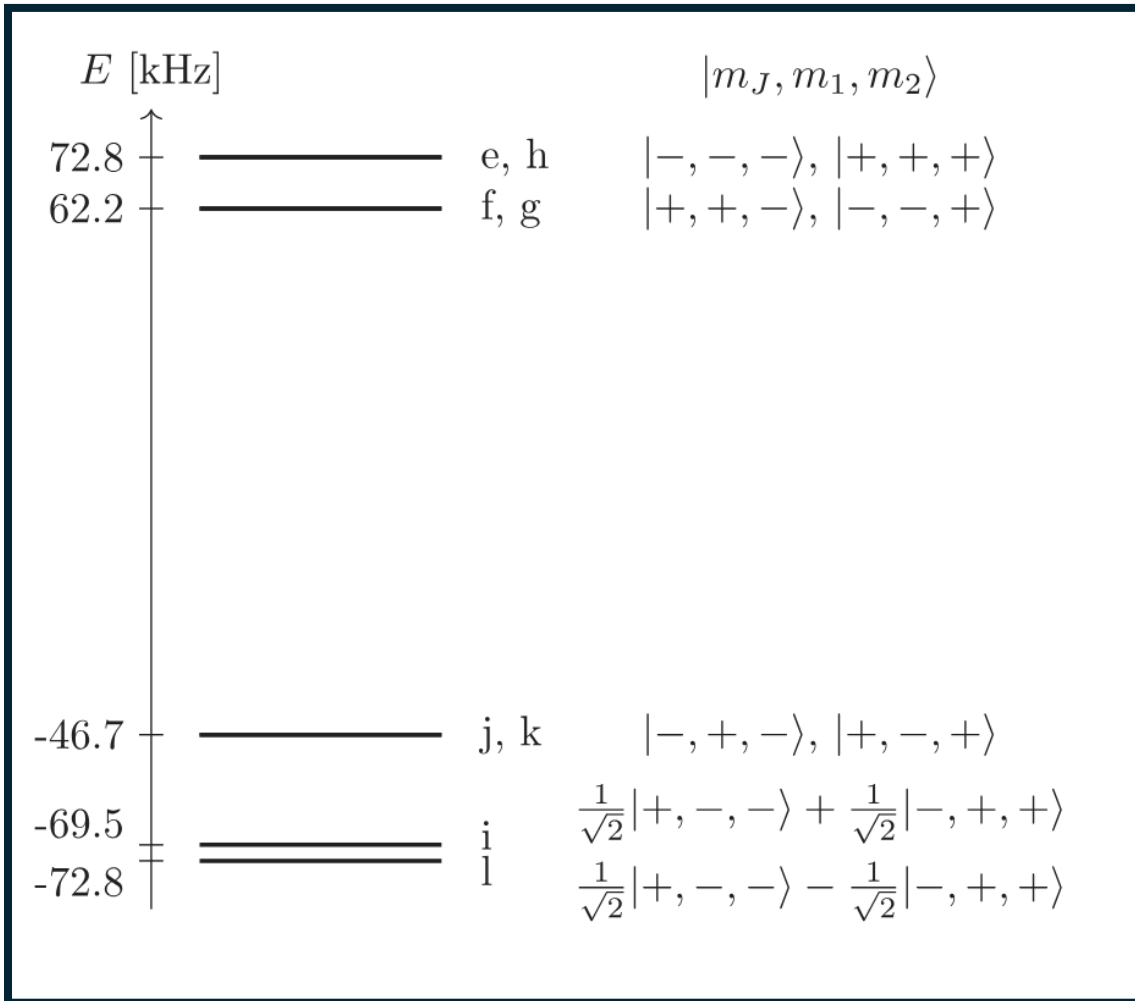 E [kHz] |m_J, m_1, m_2⟩
72.8 e, h |−, −, −⟩, |+, +, +⟩
62.2 f, g |+, +, −⟩, |−, −, +⟩
-46.7 j, k |−, +, −⟩, |+, −, +⟩
-69.5 i 1/√2|+, −, −⟩ + 1/√2|−, +, +⟩
-72.8 l 1/√2|+, −, −⟩ − 1/√2|−, +, +⟩